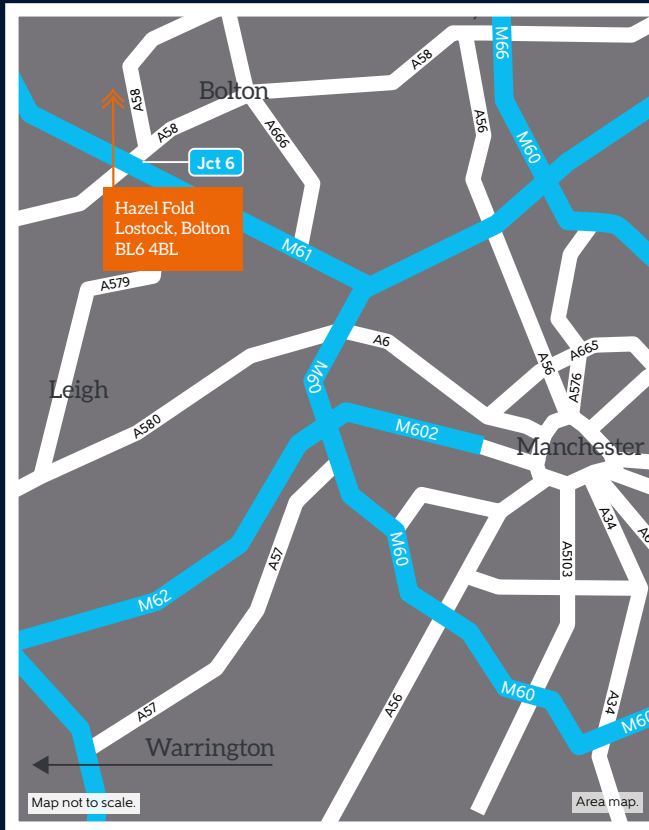 M66
A58
Bolton
A58
A58
A56
A666
M60
Jct 6
Hazel Fold
Lostock, Bolton
BL6 4BL
M61
A579
A6
A665
A56
M60
A576
Leigh
A580
M602
Manchester
A34
A57
M60
A5103
M62
M60
A56
A34
A57
M60
Warrington
Map not to scale.
Area map.